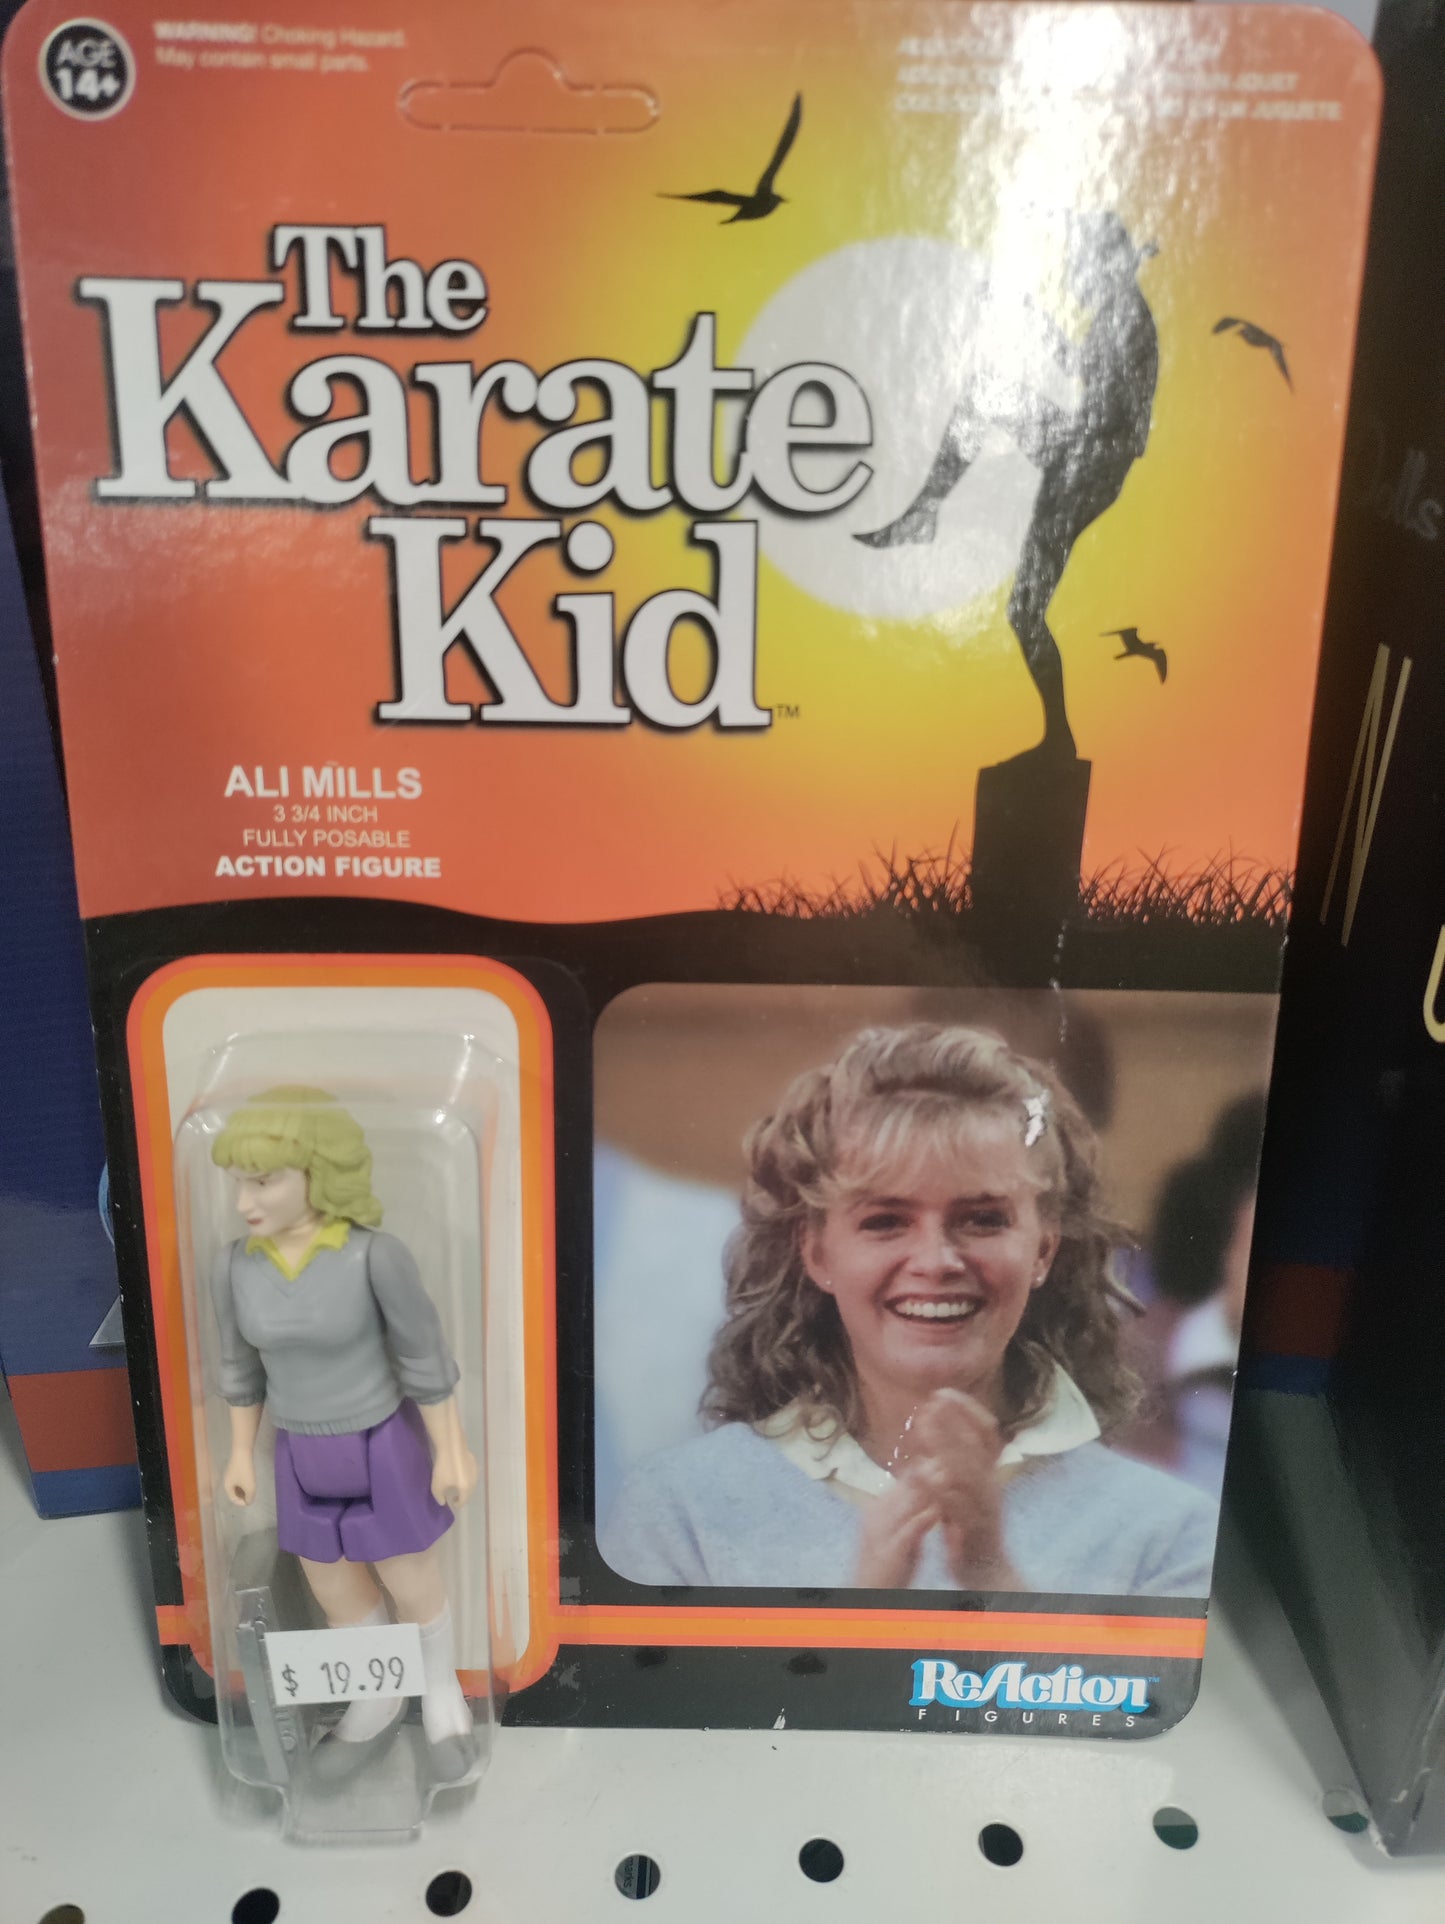 AGE
14+
WARNING! Choking Hazard.
May contain small parts.
JUGUETE
The
Karate
Kid
TM
ALI MILLS
3 3/4 INCH
FULLY POSABLE
ACTION FIGURE
$ 19.99
ReAction
FIGURES
N